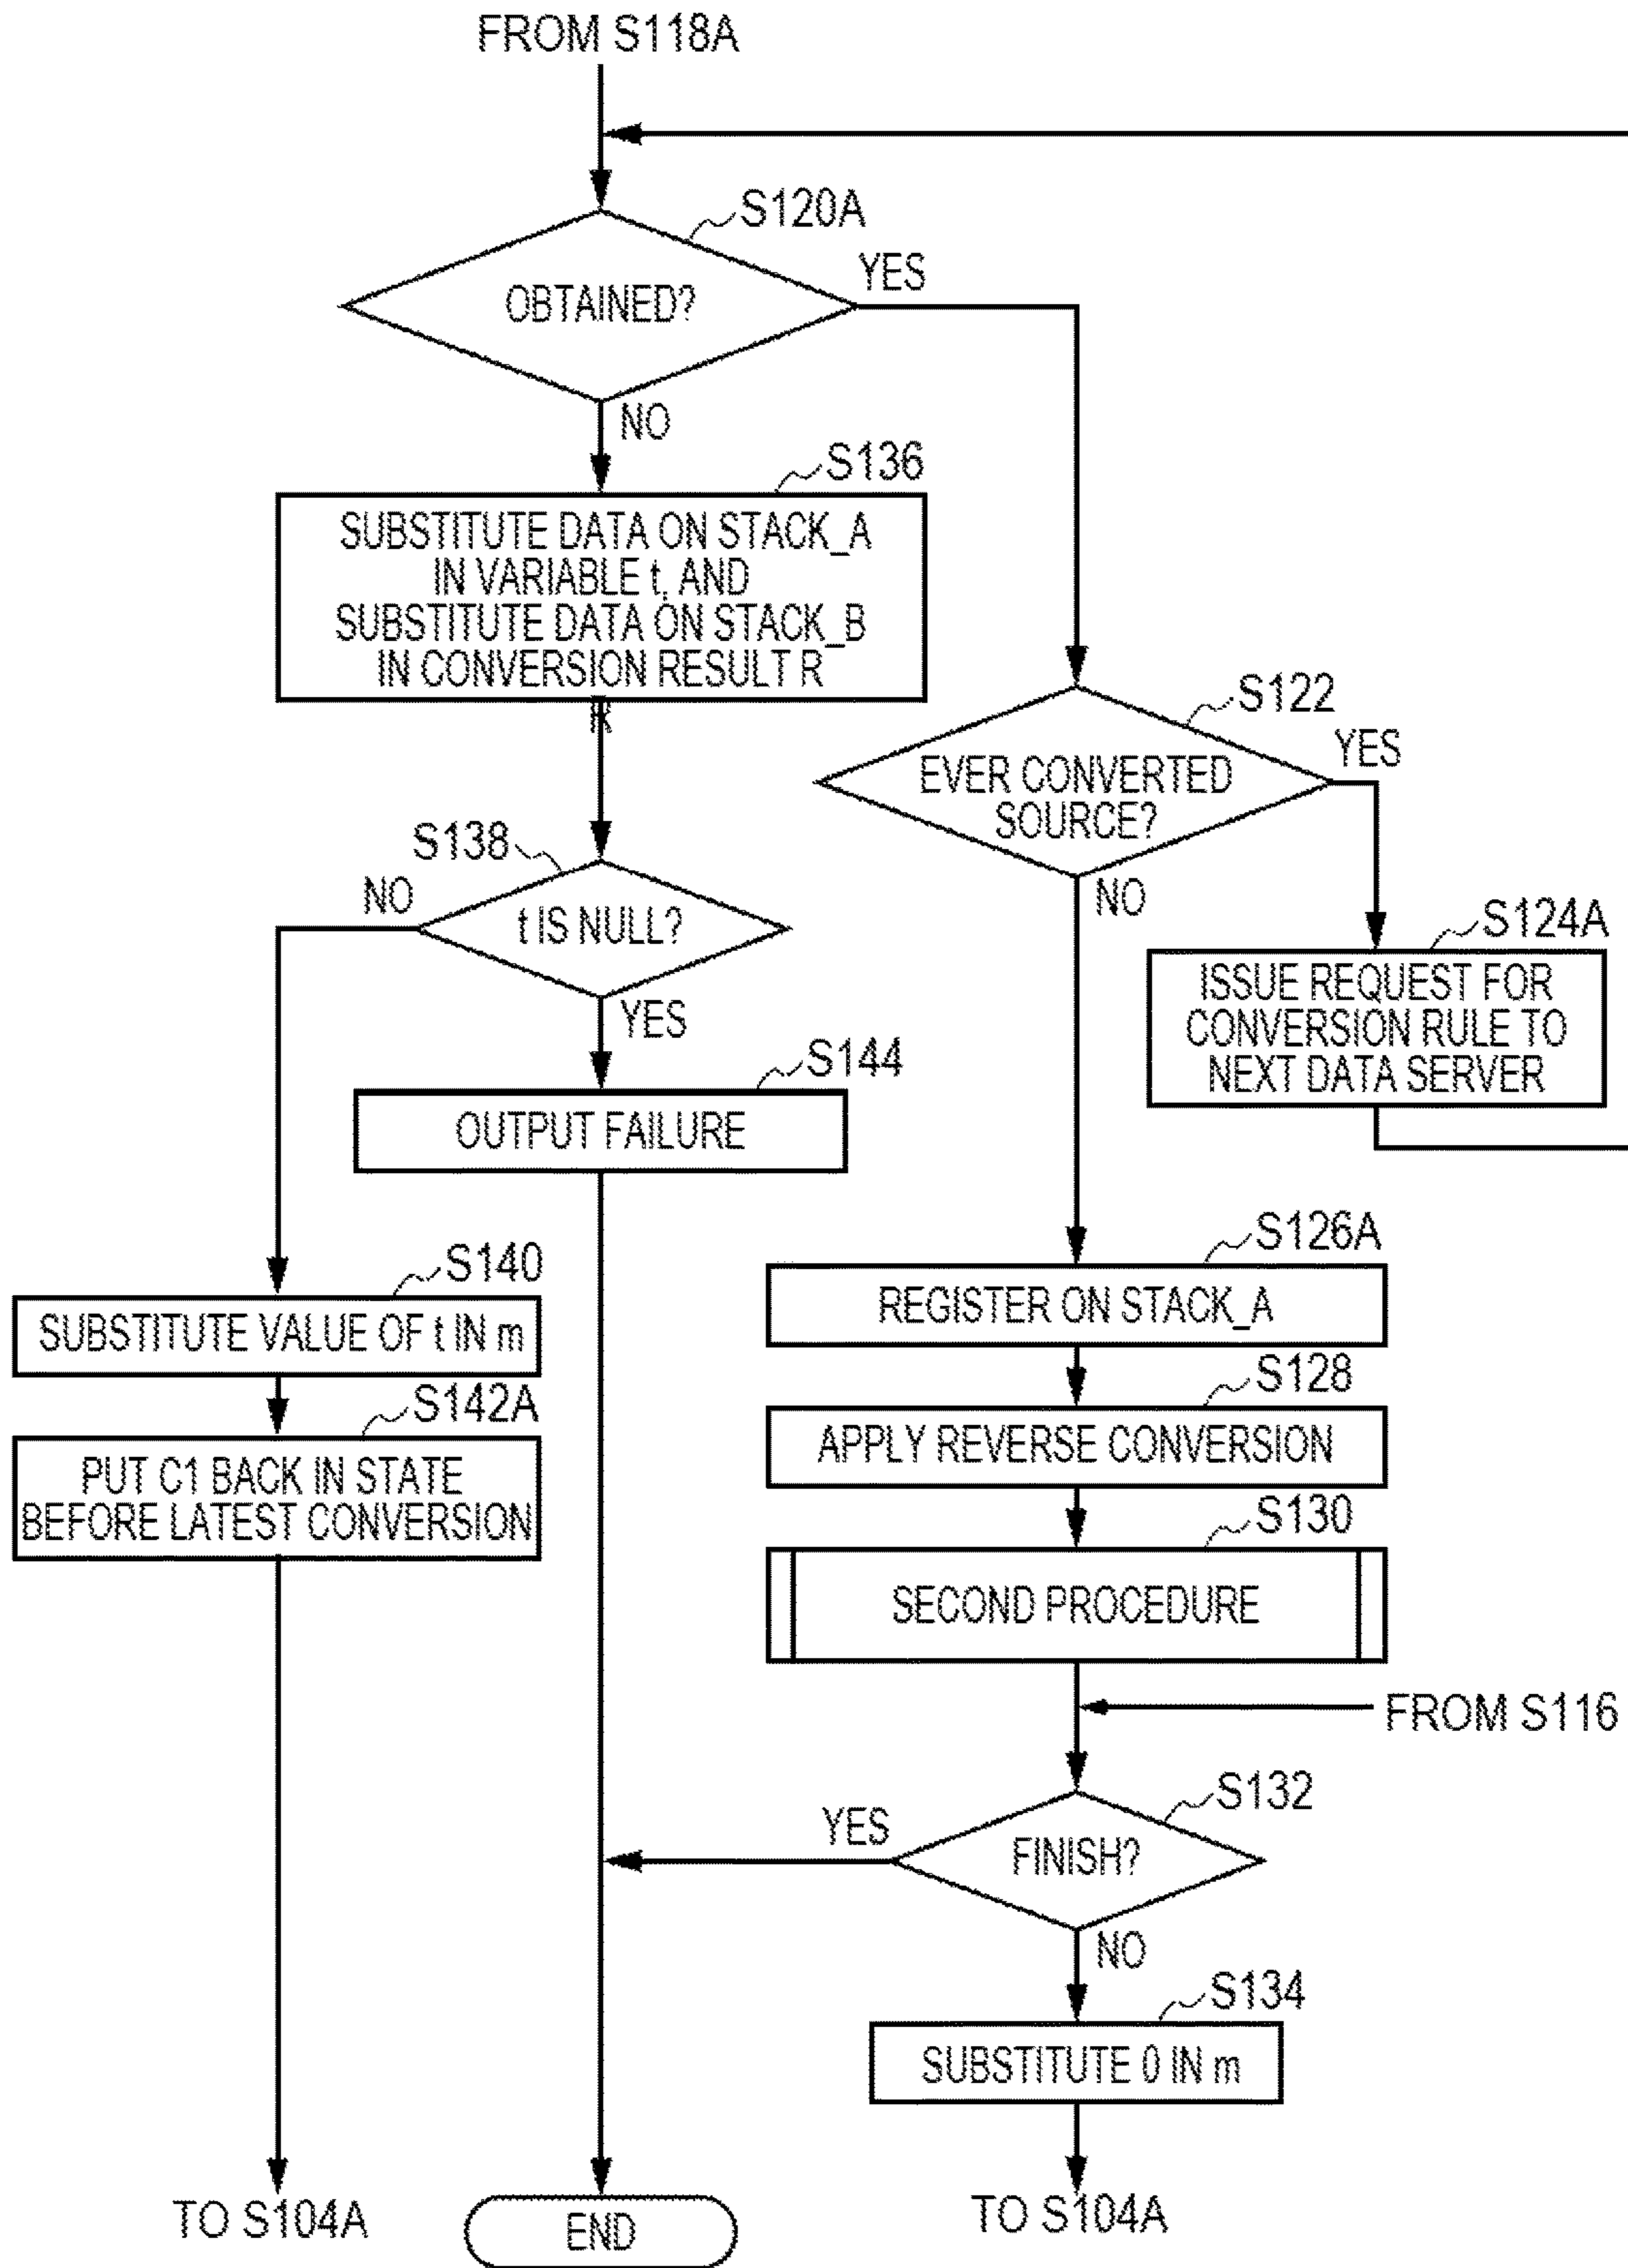 FROM S118A
S120A
OBTAINED?
YES
NO
S136
SUBSTITUTE DATA ON STACK_A
IN VARIABLE t, AND
SUBSTITUTE DATA ON STACK_B
IN CONVERSION RESULT R
S122
EVER CONVERTED
SOURCE?
YES
NO
S138
t IS NULL?
NO
YES
S124A
ISSUE REQUEST FOR
CONVERSION RULE TO
NEXT DATA SERVER
S144
OUTPUT FAILURE
S126A
REGISTER ON STACK_A
S140
SUBSTITUTE VALUE OF t IN m
S128
APPLY REVERSE CONVERSION
S142A
PUT C1 BACK IN STATE
BEFORE LATEST CONVERSION
S130
SECOND PROCEDURE
FROM S116
S132
FINISH?
YES
NO
S134
SUBSTITUTE 0 IN m
TO S104A
END
TO S104A